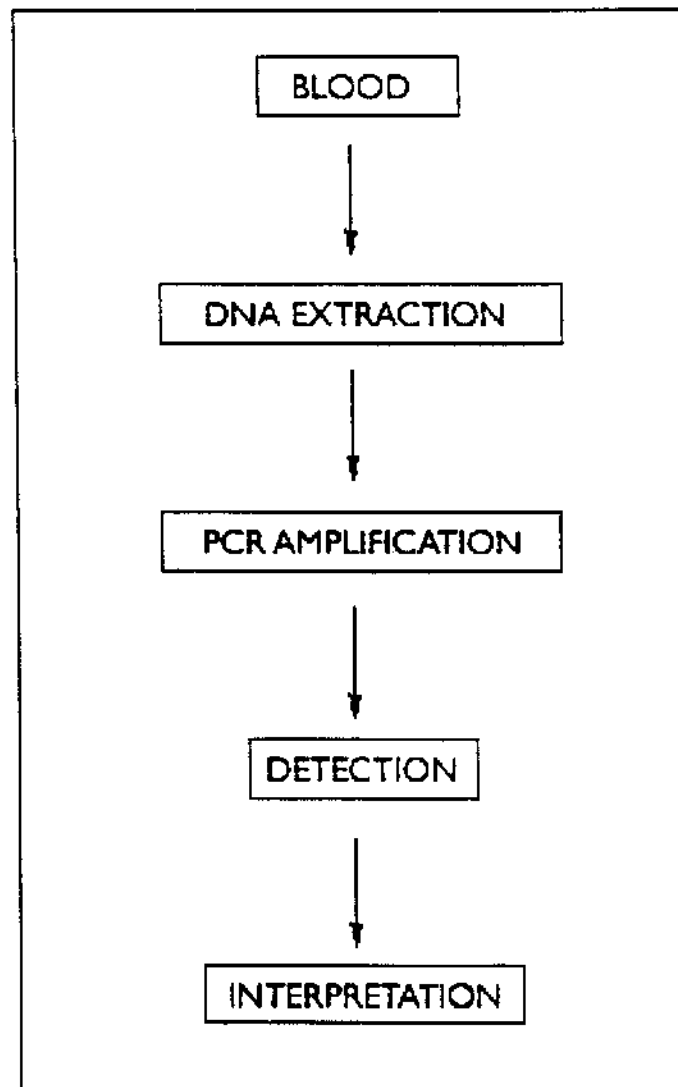 BLOOD
DNA EXTRACTION
PCR AMPLIFICATION
DETECTION
INTERPRETATION